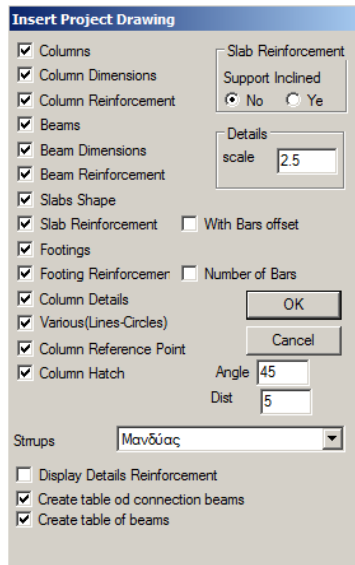 Insert Project Drawing
Columns
Slab Reinforcement
Column Dimensions
Support Inclined
Column Reinforcement
No
Ye
Beams
Details
Beam Dimensions
scale
2.5
Beam Reinforcement
Slabs Shape
Slab Reinforcement
With Bars offset
Footings
Footing Reinforcemer
Number of Bars
Column Details
OK
Various(Lines-Circles)
Cancel
Column Reference Point
Column Hatch
Angle
45
Dist
5
Strrups
Μανδύας
Display Details Reinforcement
Create table od connection beams
Create table of beams